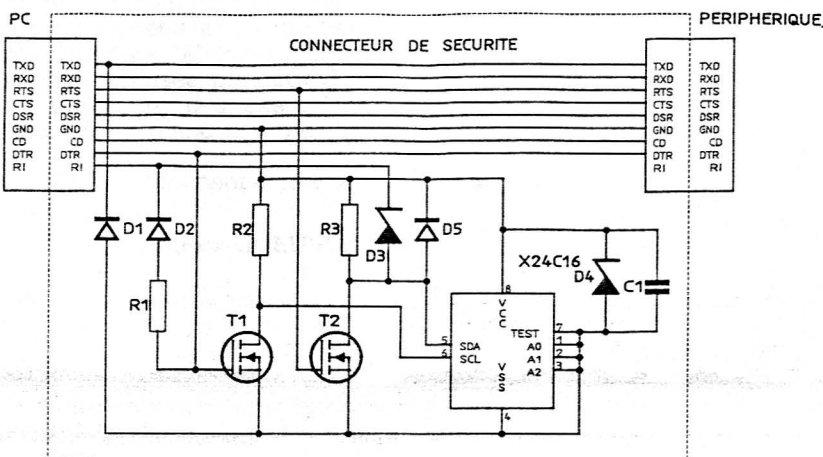 PC
PERIPHERIQUE
CONNECTEUR DE SECURITE
TXD TXD TXD TXD
RXD RXD RXD RXD
RTS RTS RTS RTS
CTS CTS CTS CTS
DSR DSR DSR DSR
GND GND GND GND
CD CD CD CD
DTR DTR DTR DTR
RI RI RI RI
D1
D2
R2
R3
D3
D5
X24C16
D4
C1
R1
T1
T2
8
VCC
TEST 7
5 SDA
A0 1
6 SCL
A1 2
A2 3
VSS
4